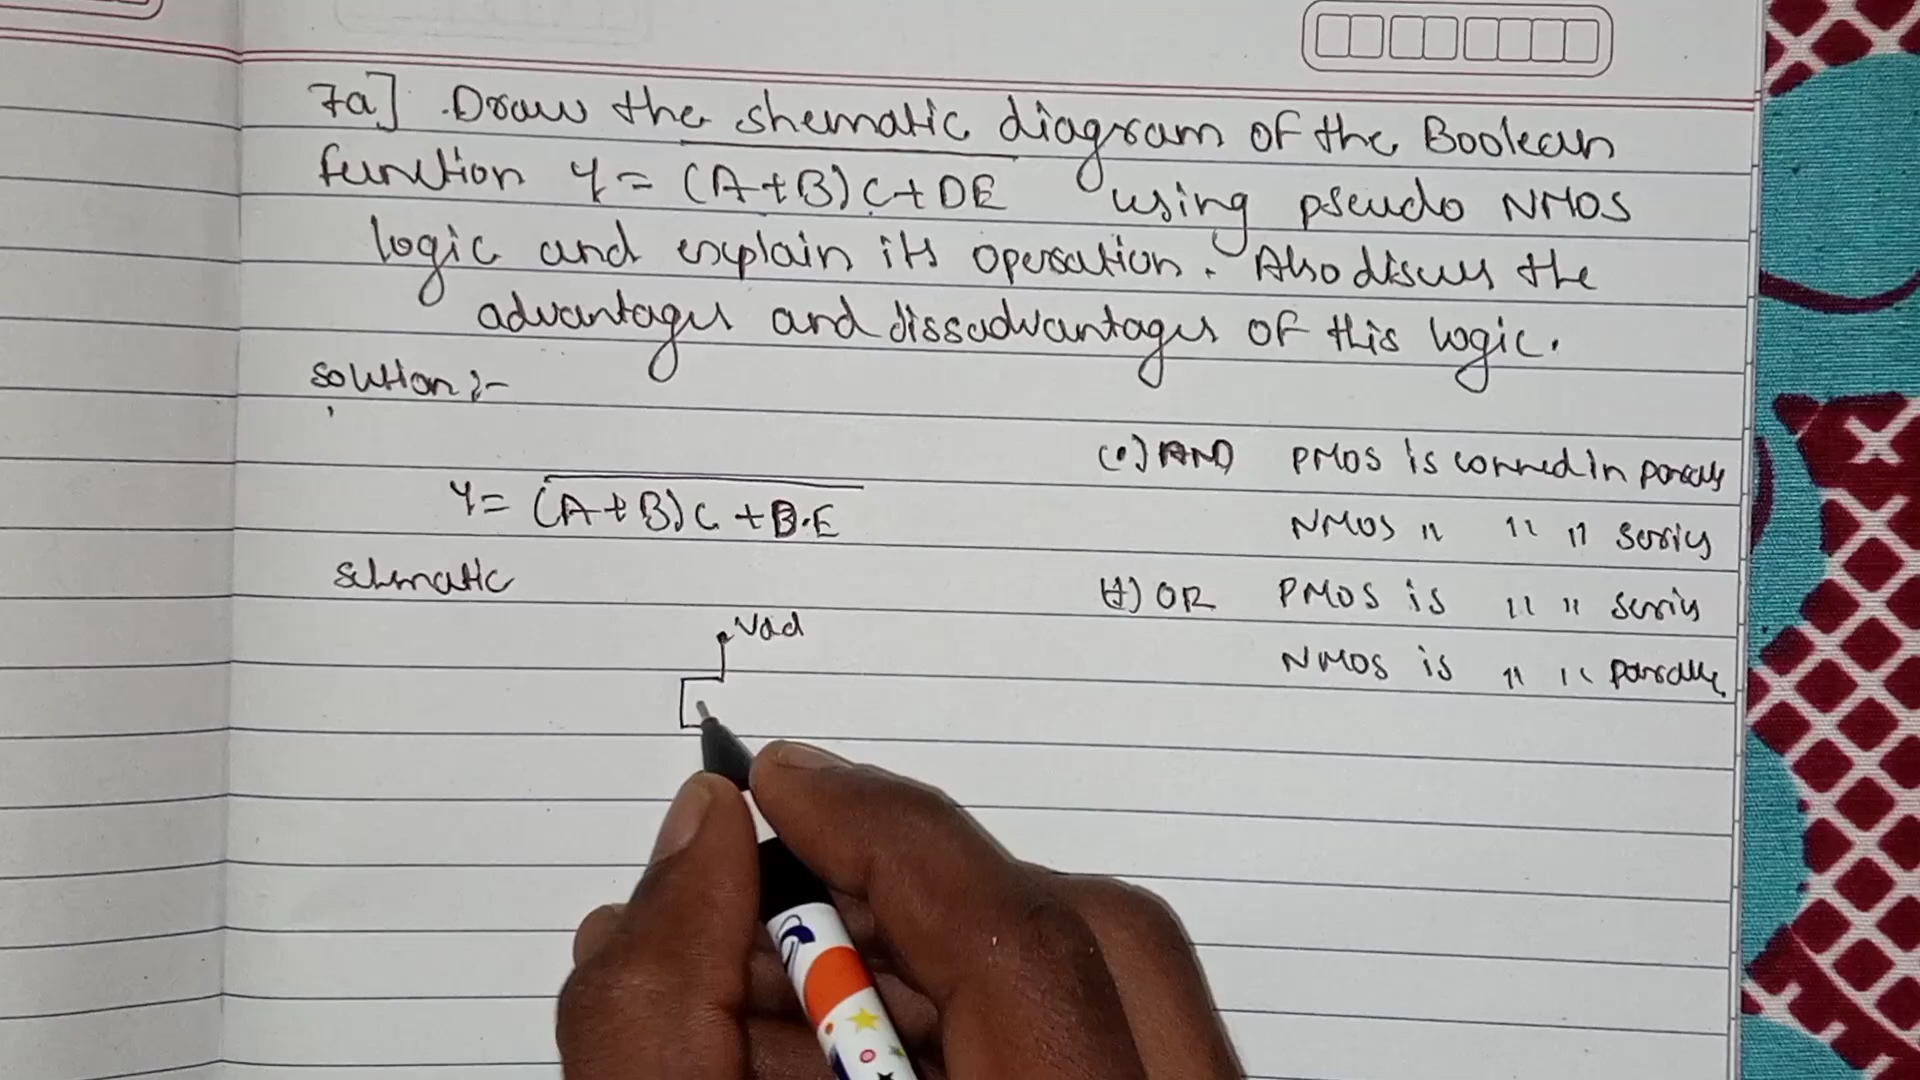 7a] Draw the shematic diagram of the Boolean
function Y = (A+B)C+DE using pseudo NMOS
logic and explain its operation. Also discuss the
advantages and dissadvantages of this logic.
Solution :-
Y = (A+B)C + D.E
(•) AND PMOS is conned in parally
NMOS " " " series
Schematic
(+) OR PMOS is " " series
Vdd
NMOS is " " parallel